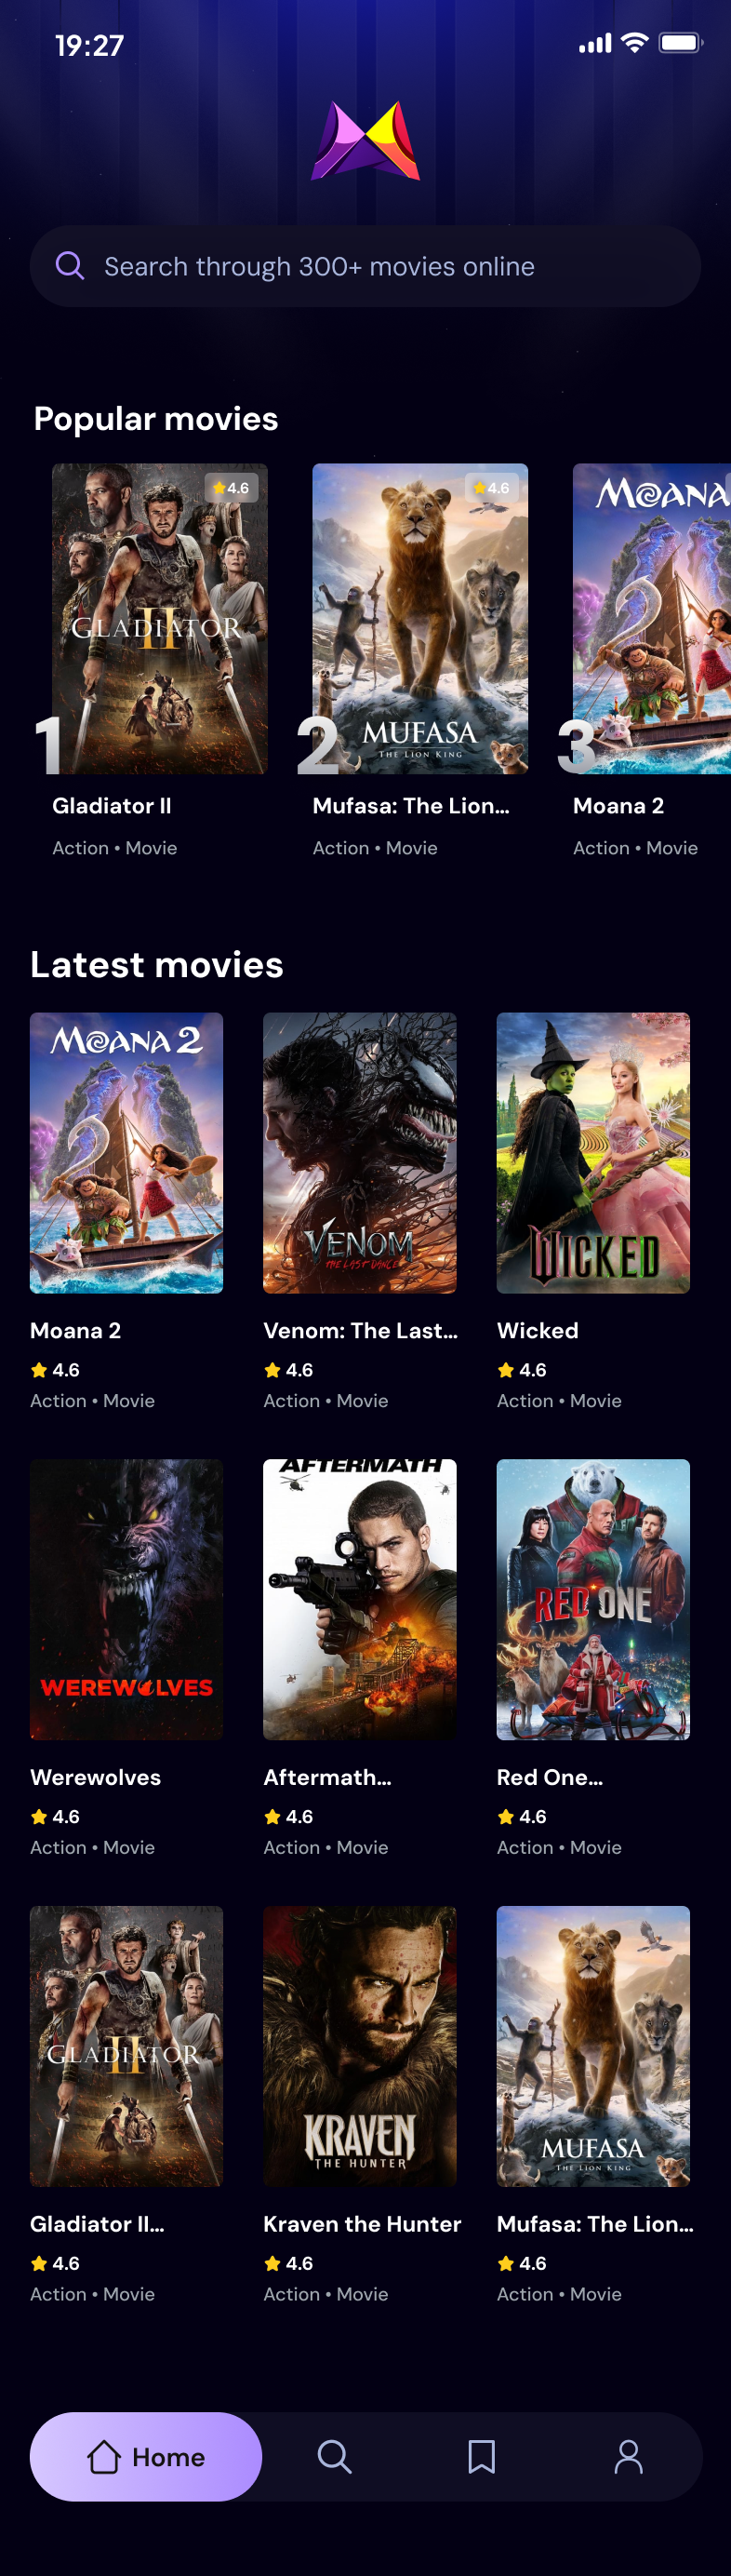 19:27
Search through 300+ movies online
Popular movies
4.6
4.6
GLADIATOR
II
MUFASA
THE LION KING
MOANA
1
2
3
Gladiator II
Mufasa: The Lion...
Moana 2
Action • Movie
Action • Movie
Action • Movie
Latest movies
MOANA 2
VENOM
THE LAST DANCE
WICKED
Moana 2
Venom: The Last...
Wicked
4.6
4.6
4.6
Action • Movie
Action • Movie
Action • Movie
WEREWOLVES
AFTERMATH
RED ONE
Werewolves
Aftermath...
Red One...
4.6
4.6
4.6
Action • Movie
Action • Movie
Action • Movie
GLADIATOR
II
KRAVEN
THE HUNTER
MUFASA
THE LION KING
Gladiator II...
Kraven the Hunter
Mufasa: The Lion...
4.6
4.6
4.6
Action • Movie
Action • Movie
Action • Movie
Home